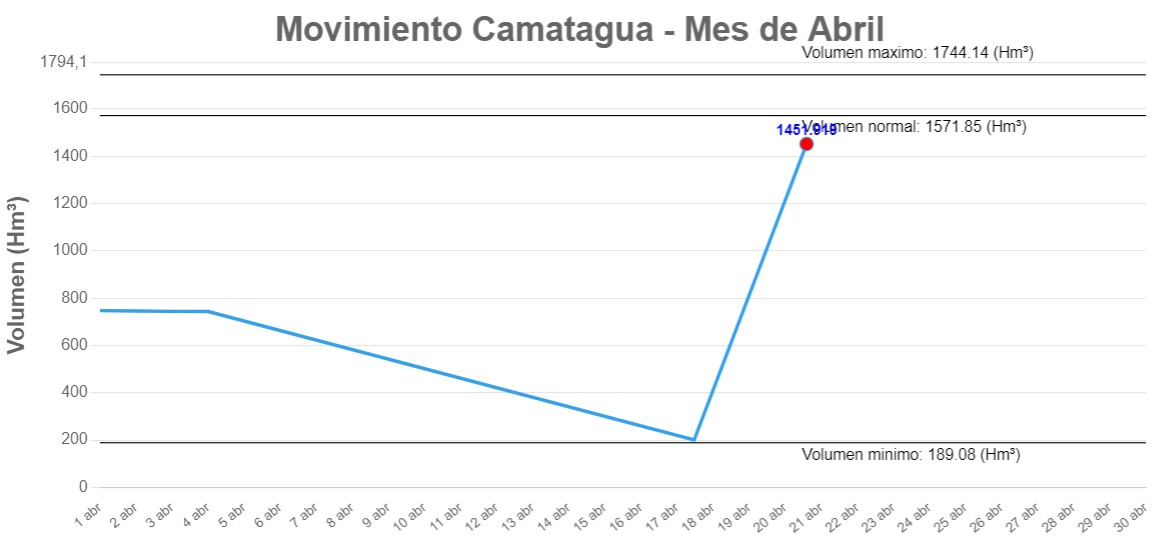 Movimiento Camatagua - Mes de Abril
Volumen maximo: 1744.14 (Hm³)
1794,1
1600
Volumen normal: 1571.85 (Hm³)
1400
1200
1000
800
600
400
200
0
Volumen minimo: 189.08 (Hm³)
Volumen (Hm³)
1 abr
2 abr
3 abr
4 abr
5 abr
6 abr
7 abr
8 abr
9 abr
10 abr
11 abr
12 abr
13 abr
14 abr
15 abr
16 abr
17 abr
18 abr
19 abr
20 abr
21 abr
22 abr
23 abr
24 abr
25 abr
26 abr
27 abr
28 abr
29 abr
30 abr